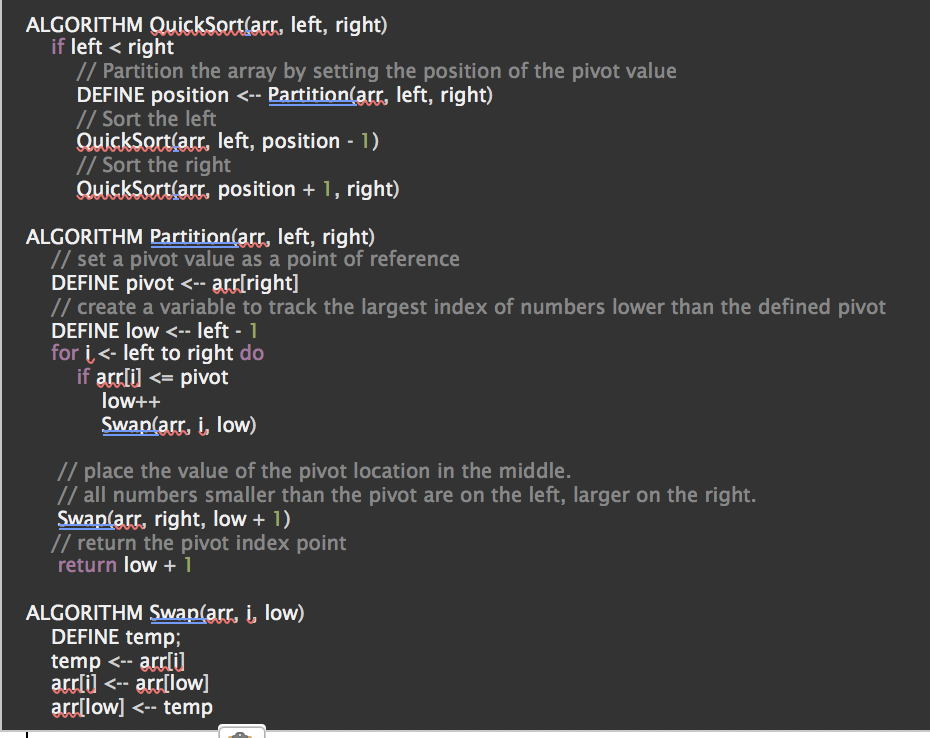 ALGORITHM QuickSort(arr, left, right)
if left < right
// Partition the array by setting the position of the pivot value
DEFINE position <-- Partition(arr, left, right)
// Sort the left
QuickSort(arr, left, position - 1)
// Sort the right
QuickSort(arr, position + 1, right)
ALGORITHM Partition(arr, left, right)
// set a pivot value as a point of reference
DEFINE pivot <-- arr[right]
// create a variable to track the largest index of numbers lower than the defined pivot
DEFINE low <-- left - 1
for i <- left to right do
if arr[i] <= pivot
low++
Swap(arr, i, low)
// place the value of the pivot location in the middle.
// all numbers smaller than the pivot are on the left, larger on the right.
Swap(arr, right, low + 1)
// return the pivot index point
return low + 1
ALGORITHM Swap(arr, i, low)
DEFINE temp;
temp <-- arr[i]
arr[i] <-- arr[low]
arr[low] <-- temp